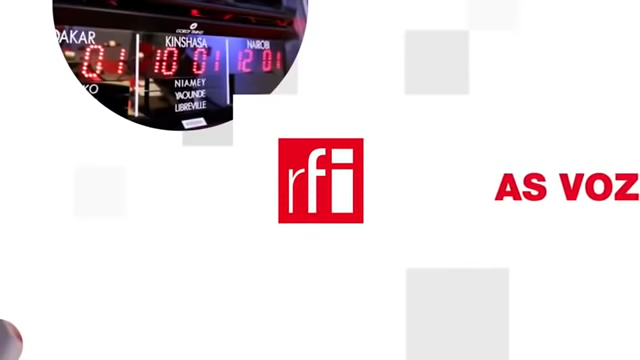 DAKAR
KINSHASA
NAIROBI
01
10 01
12 01
NIAMEY
YAOUNDE
LIBREVILLE
rfi
AS VOZ